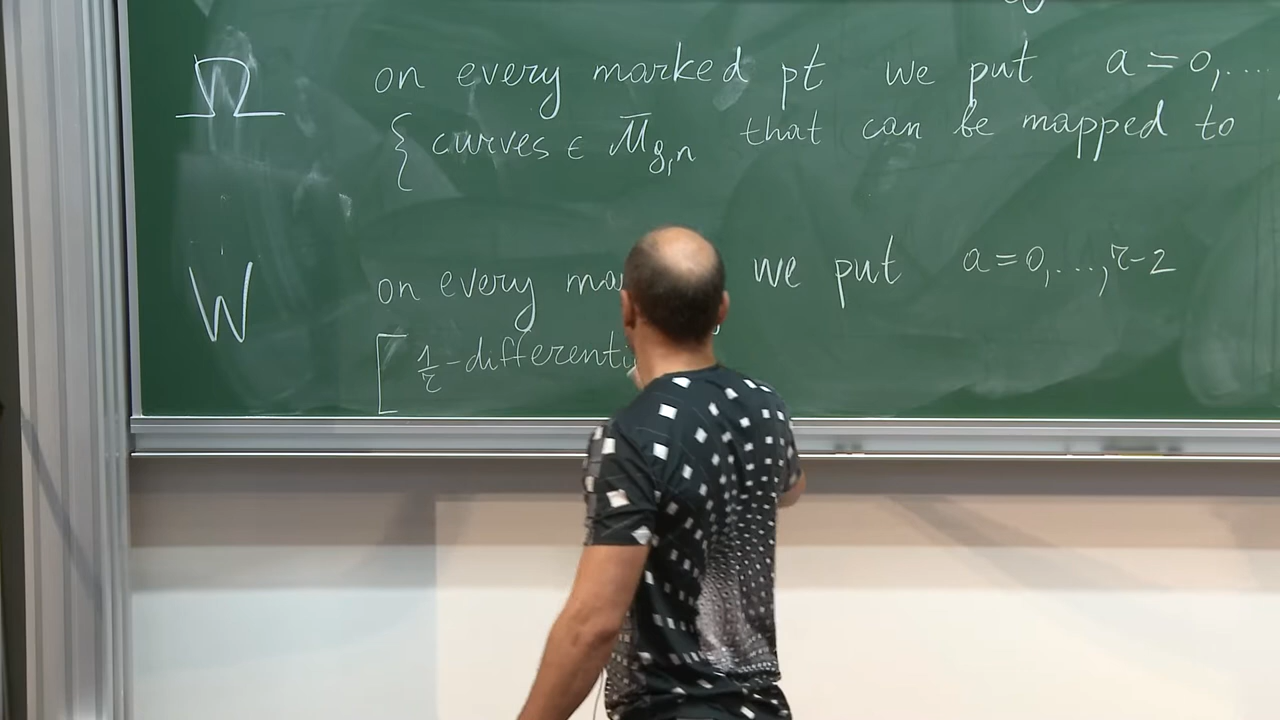 Ω on every marked pt we put a = 0, ....,
{ curves ∈ M̄g,n that can be mapped to
W on every we put a = 0, ..., r-2
[ 1/r - differenti